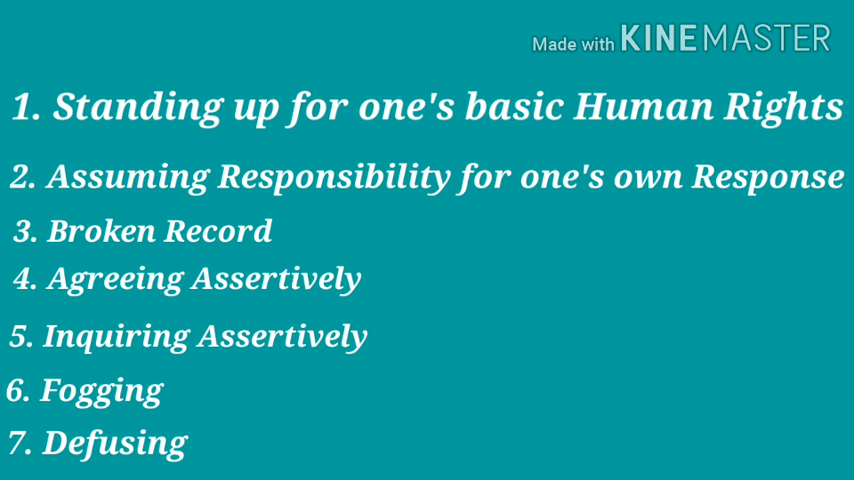 Made with KINEMASTER
1. Standing up for one's basic Human Rights
2. Assuming Responsibility for one's own Response
3. Broken Record
4. Agreeing Assertively
5. Inquiring Assertively
6. Fogging
7. Defusing